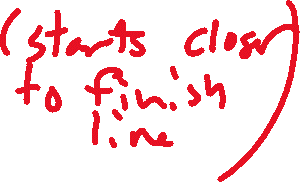 (starts closer
to finish
line)